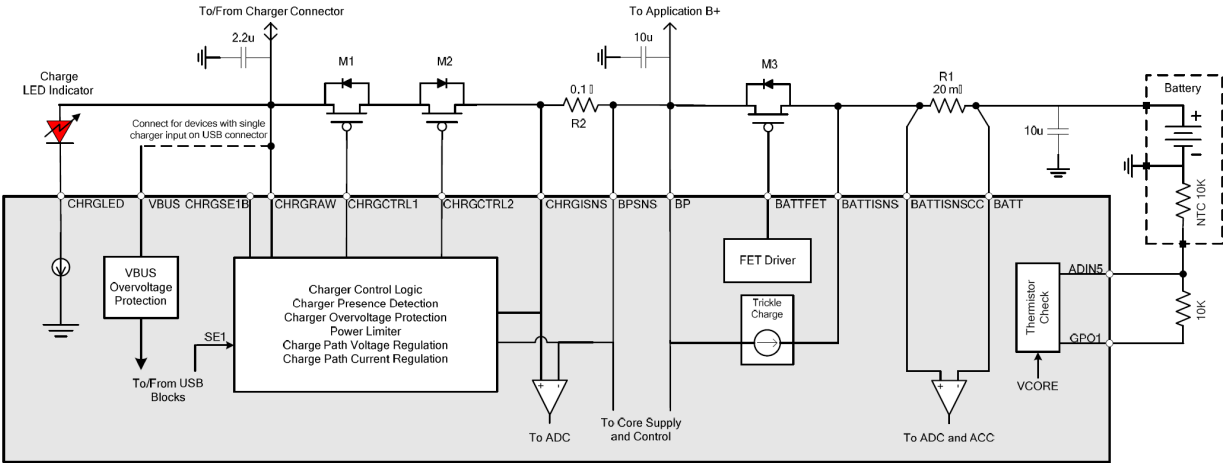 To/From Charger Connector
To Application B+
2.2u
10u
Charge
LED Indicator
M1
M2
M3
0.1 ▯
R2
R1
20 m▯
Battery
+
-
10u
NTC 10K
Connect for devices with single
charger input on USB connector
CHRGLED
VBUS
CHRGSE1B
CHRGRAW
CHRGCTRL1
CHRGCTRL2
CHRGISNS
BPSNS
BP
BATTFET
BATTISNS
BATTISNSCC
BATT
VBUS
Overvoltage
Protection
SE1
To/From USB
Blocks
Charger Control Logic
Charger Presence Detection
Charger Overvoltage Protection
Power Limiter
Charge Path Voltage Regulation
Charge Path Current Regulation
+ -
To ADC
To Core Supply
and Control
FET Driver
Trickle
Charge
+ -
To ADC and ACC
Thermistor
Check
VCORE
ADIN5
GPO1
10K